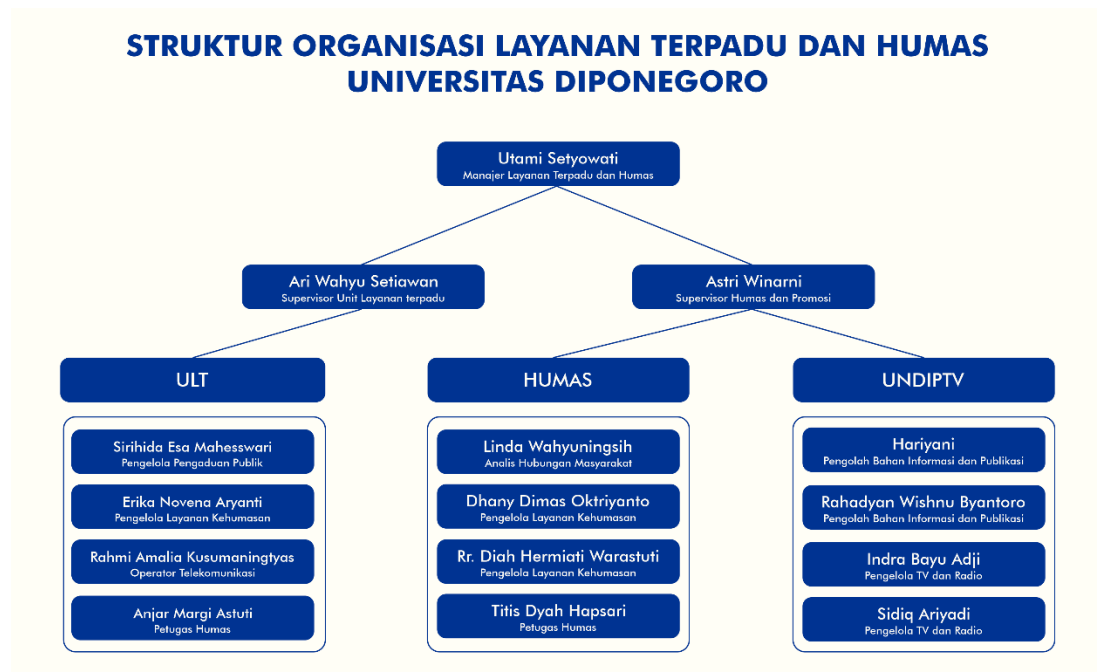 STRUKTUR ORGANISASI LAYANAN TERPADU DAN HUMAS
UNIVERSITAS DIPONEGORO
Utami Setyowati
Manajer Layanan Terpadu dan Humas
Ari Wahyu Setiawan
Supervisor Unit Layanan terpadu
Astri Winarni
Supervisor Humas dan Promosi
ULT
Sirihida Esa Mahesswari
Pengelola Pengaduan Publik
Erika Novena Aryanti
Pengelola Layanan Kehumasan
Rahmi Amalia Kusumaningtyas
Operator Telekomunikasi
Anjar Margi Astuti
Petugas Humas
HUMAS
Linda Wahyuningsih
Analis Hubungan Masyarakat
Dhany Dimas Oktriyanto
Pengelola Layanan Kehumasan
Rr. Diah Hermiati Warastuti
Pengelola Layanan Kehumasan
Titis Dyah Hapsari
Petugas Humas
UNDIPTV
Hariyani
Pengolah Bahan Informasi dan Publikasi
Rahadyan Wishnu Byantoro
Pengolah Bahan Informasi dan Publikasi
Indra Bayu Adji
Pengelola TV dan Radio
Sidiq Ariyadi
Pengelola TV dan Radio